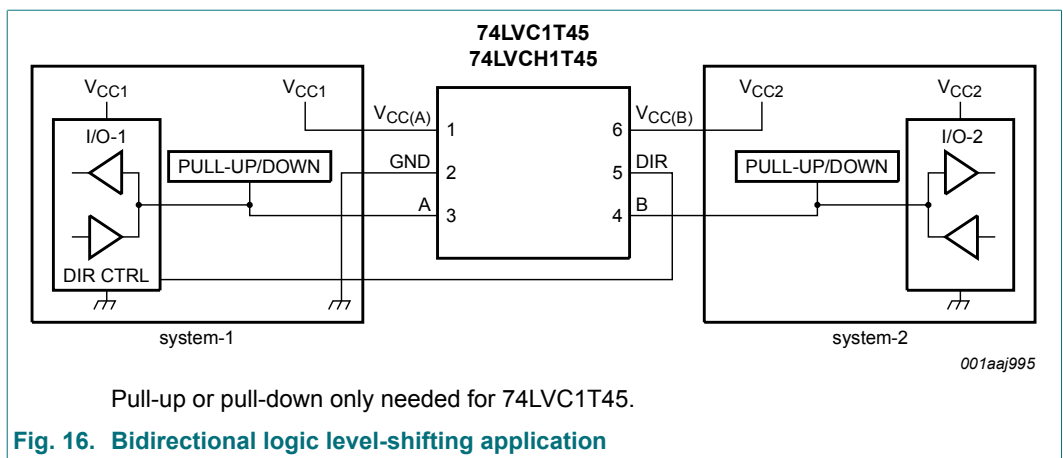 74LVC1T45
74LVCH1T45
VCC1
I/O-1
DIR CTRL
PULL-UP/DOWN
VCC1
system-1
VCC(A)
1
GND
2
A
3
VCC(B)
6
DIR
5
B
4
VCC2
PULL-UP/DOWN
VCC2
I/O-2
system-2
001aaj995
Pull-up or pull-down only needed for 74LVC1T45.
Fig. 16. Bidirectional logic level-shifting application